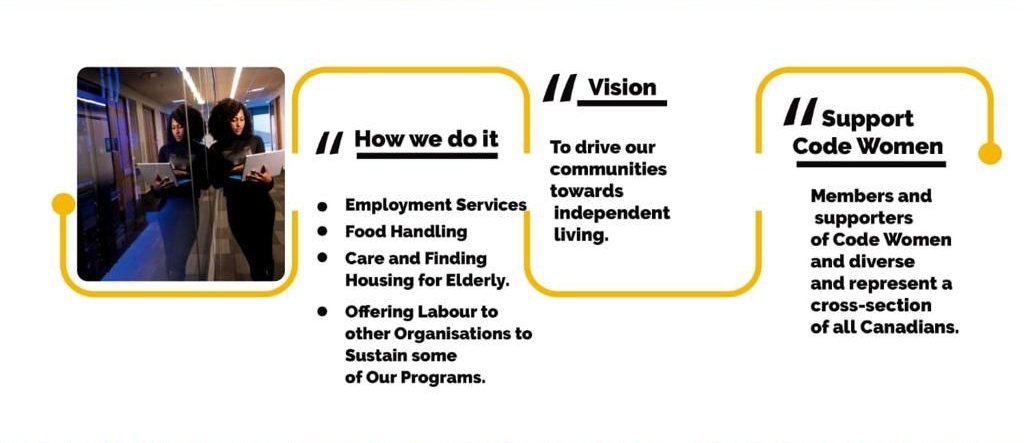 How we do it
Employment Services
Food Handling
Care and Finding
Housing for Elderly.
Offering Labour to
other Organisations to
Sustain some
of Our Programs.
Vision
To drive our
communities
towards
independent
living.
Support
Code Women
Members and
supporters
of Code Women
and diverse
and represent a
cross-section
of all Canadians.